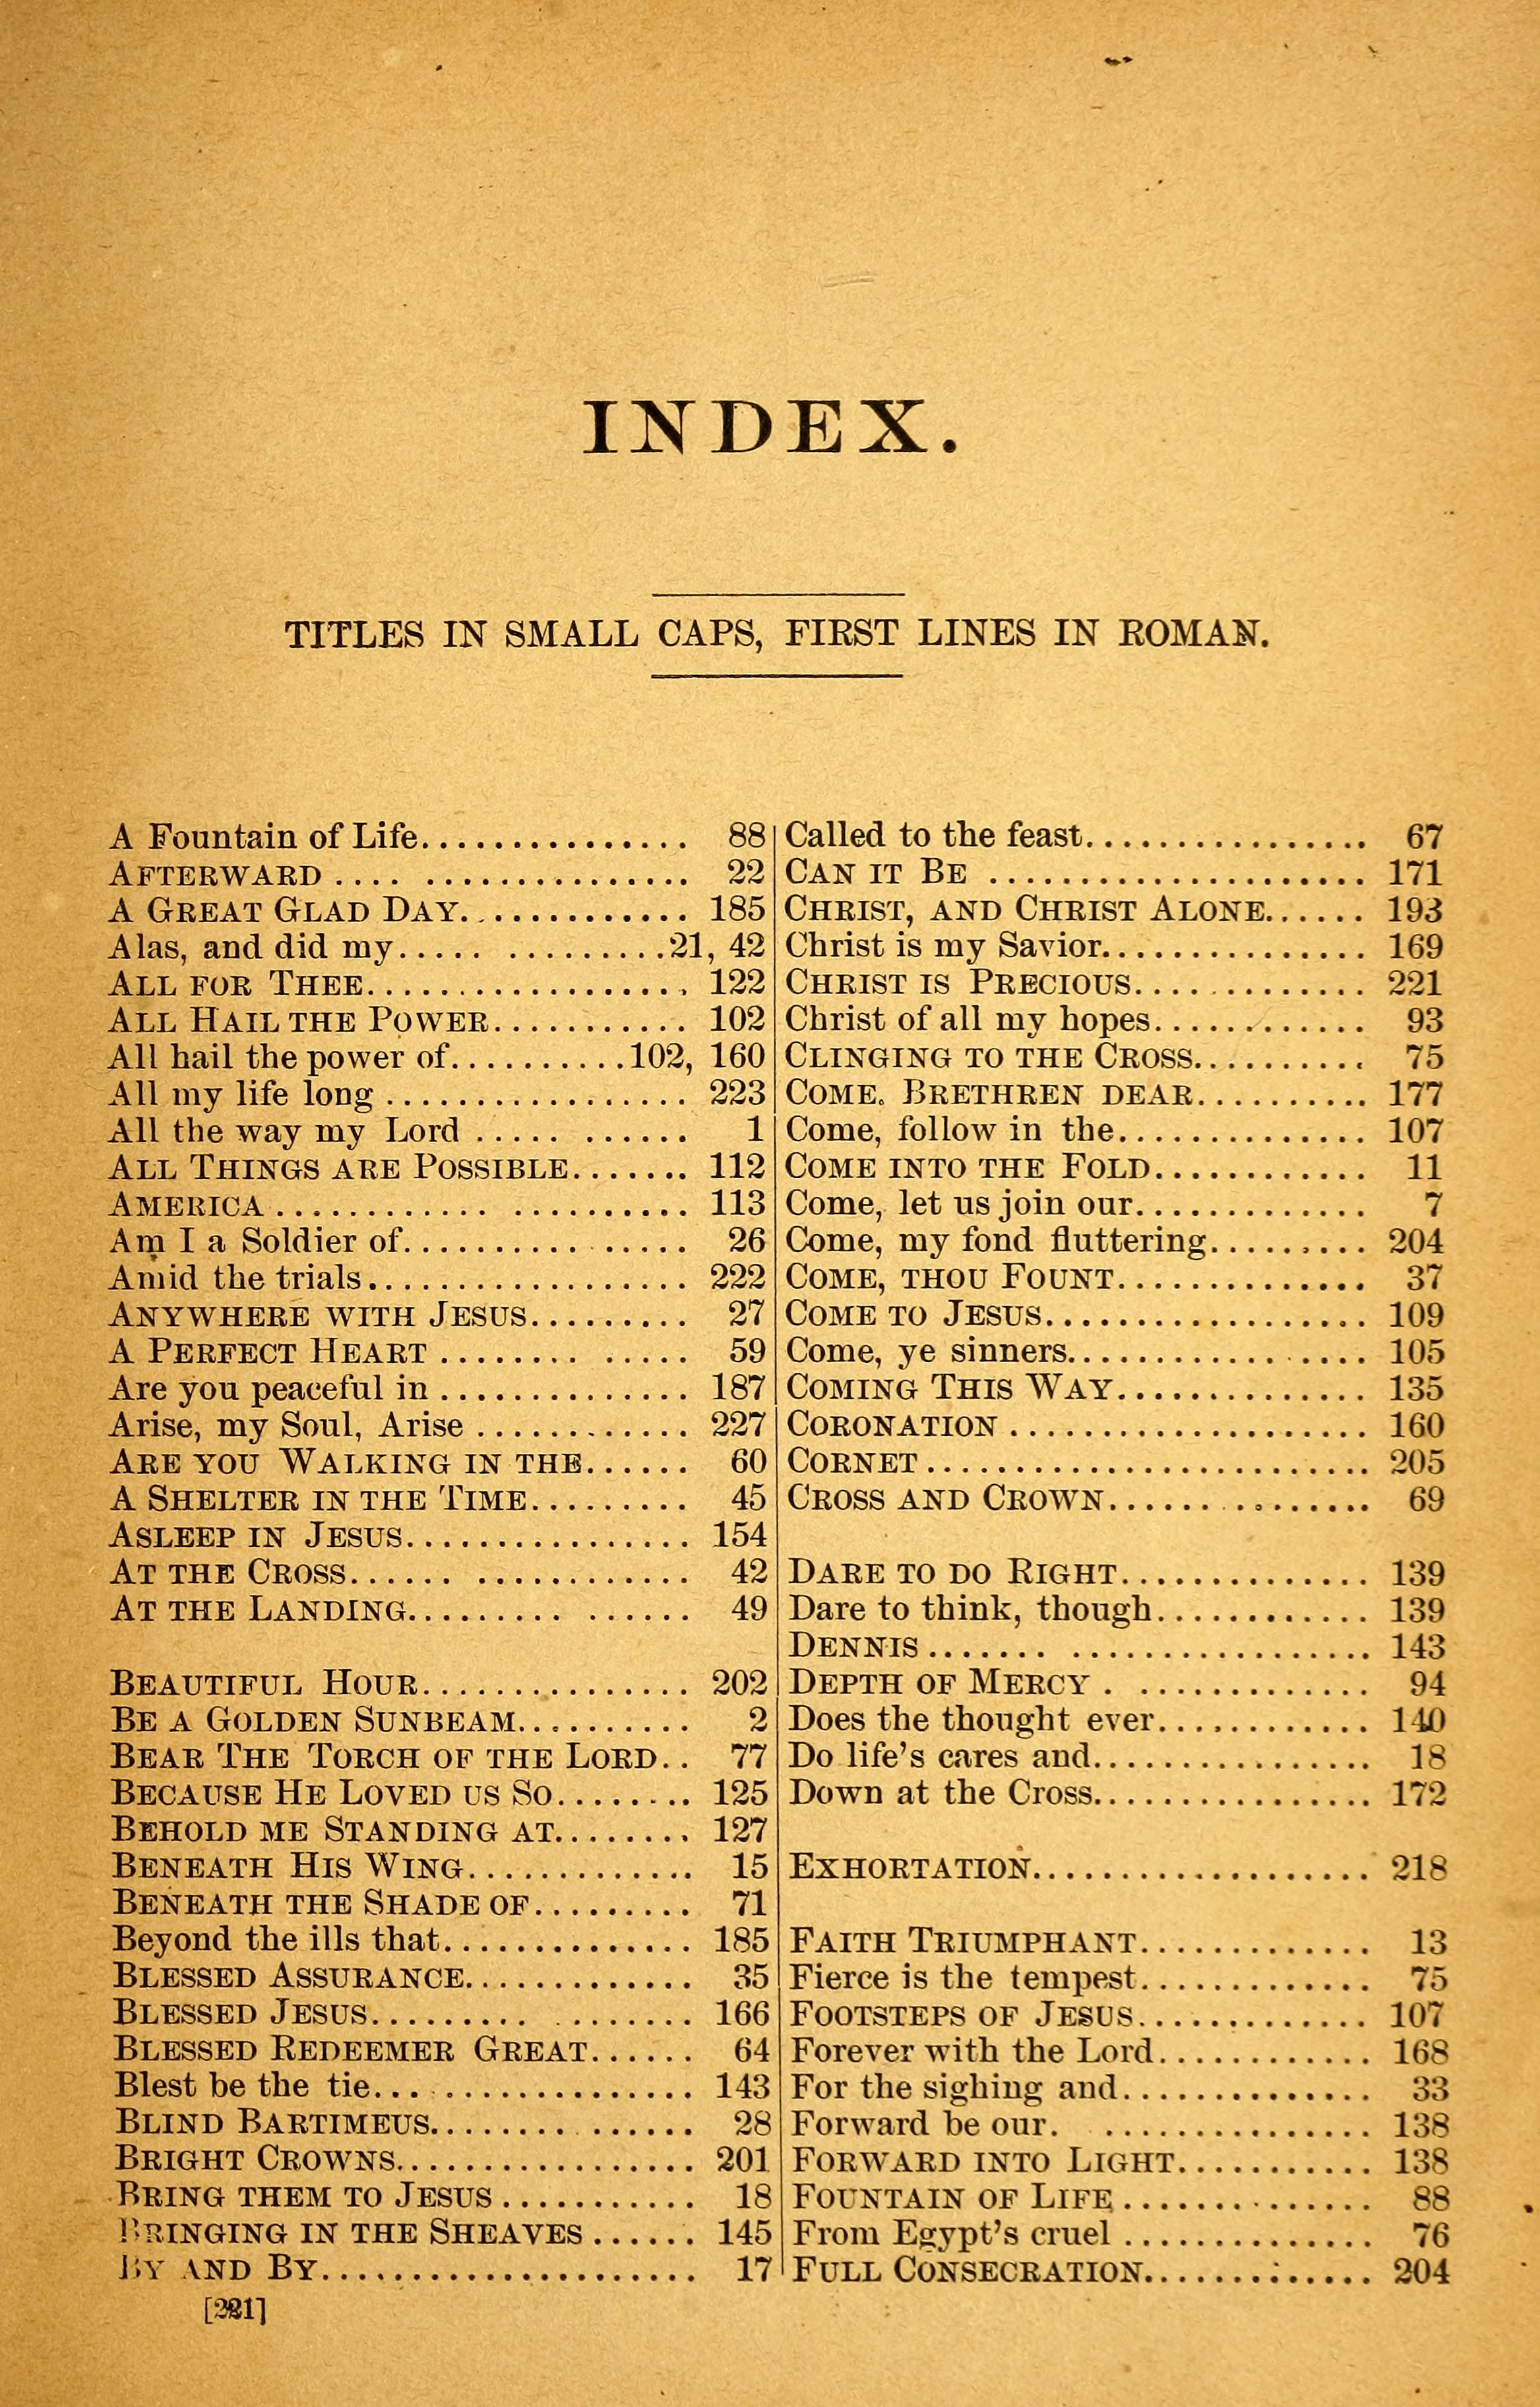 INDEX.
TITLES IN SMALL CAPS, FIRST LINES IN ROMAN.
A Fountain of Life............... 88
AFTERWARD .... ............... 22
A GREAT GLAD DAY............. 185
Alas, and did my..... .........21, 42
ALL FOR THEE.................. 122
ALL HAIL THE POWER........... 102
All hail the power of..........102, 160
All my life long ................. 223
All the way my Lord ..... ...... 1
ALL THINGS ARE POSSIBLE....... 112
AMERICA ............ .......... 113
Am I a Soldier of................ 26
Amid the trials.................. 222
ANYWHERE WITH JESUS......... 27
A PERFECT HEART ........ ..... 59
Are you peaceful in .............. 187
Arise, my Soul, Arise ............ 227
ARE YOU WALKING IN THE...... 60
A SHELTER IN THE TIME......... 45
ASLEEP IN JESUS................ 154
AT THE CROSS...... ............ 42
AT THE LANDING......... ...... 49
BEAUTIFUL HOUR............... 202
BE A GOLDEN SUNBEAM.......... 2
BEAR THE TORCH OF THE LORD.. 77
BECAUSE HE LOVED US SO........ 125
BEHOLD ME STANDING AT........ 127
BENEATH HIS WING............. 15
BENEATH THE SHADE OF......... 71
Beyond the ills that.............. 185
BLESSED ASSURANCE............. 35
BLESSED JESUS......... ........ 166
BLESSED REDEEMER GREAT...... 64
Blest be the tie... .............. 143
BLIND BARTIMEUS............... 28
BRIGHT CROWNS................. 201
BRING THEM TO JESUS ........... 18
BRINGING IN THE SHEAVES ...... 145
BY AND BY..................... 17
Called to the feast................ 67
CAN IT BE ..................... 171
CHRIST, AND CHRIST ALONE...... 193
Christ is my Savior............... 169
CHRIST IS PRECIOUS............. 221
Christ of all my hopes............ 93
CLINGING TO THE CROSS.......... 75
COME. BRETHREN DEAR.......... 177
Come, follow in the.............. 107
COME INTO THE FOLD............ 11
Come, let us join our............. 7
Come, my fond fluttering......... 204
COME, THOU FOUNT.............. 37
COME TO JESUS.................. 109
Come, ye sinners................. 105
COMING THIS WAY.............. 135
CORONATION .................... 160
CORNET ......................... 205
CROSS AND CROWN.............. 69
DARE TO DO RIGHT.............. 139
Dare to think, though............ 139
DENNIS ....... ................. 143
DEPTH OF MERCY . ............. 94
Does the thought ever............ 140
Do life's cares and................ 18
Down at the Cross................ 172
EXHORTATION................... 218
FAITH TRIUMPHANT............. 13
Fierce is the tempest............. 75
FOOTSTEPS OF JESUS............. 107
Forever with the Lord............ 168
For the sighing and.............. 33
Forward be our. ............... 138
FORWARD INTO LIGHT........... 138
FOUNTAIN OF LIFE .............. 88
From Egypt's cruel .............. 76
FULL CONSECRATION............. 204